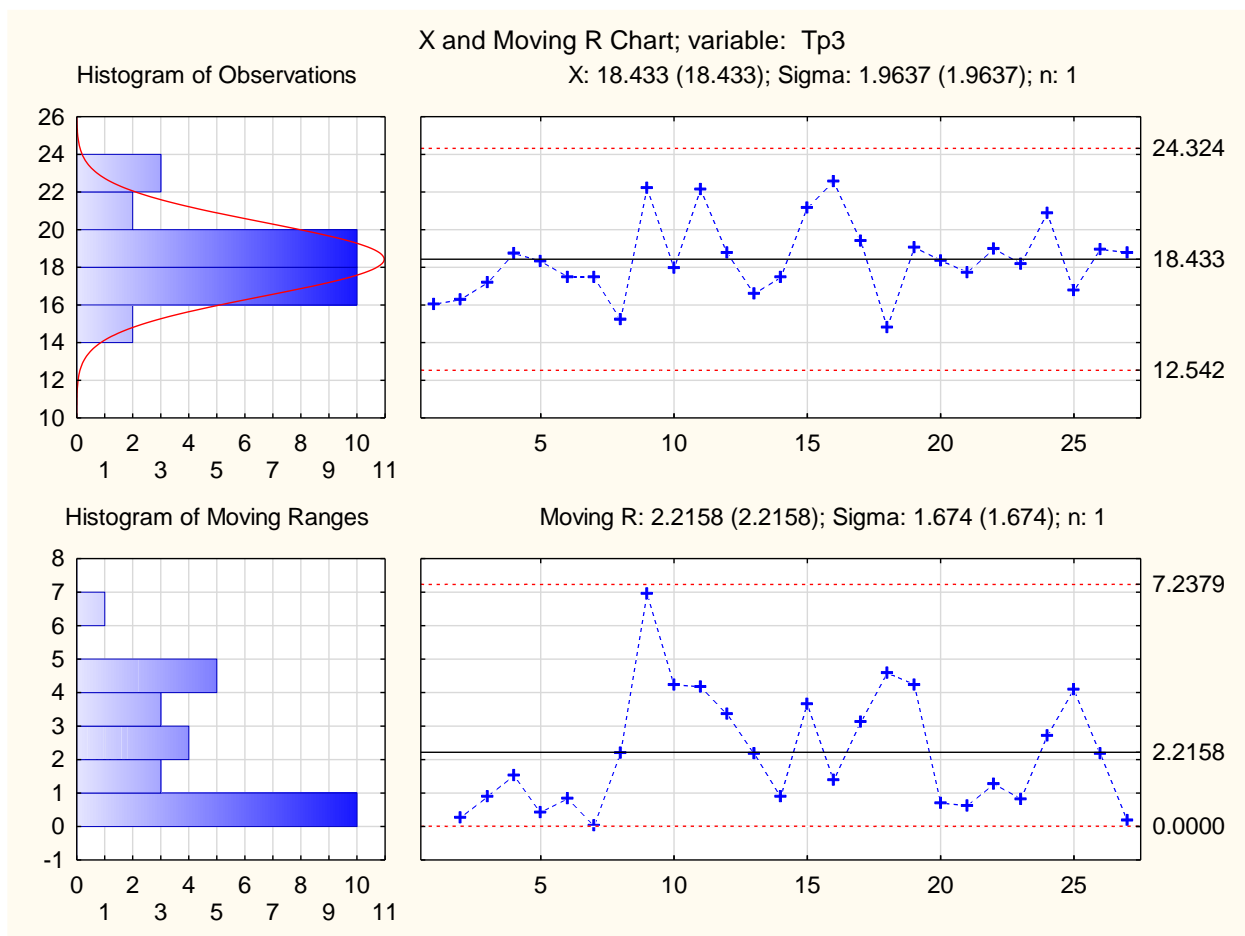 X and Moving R Chart; variable:  Tp3
Histogram of Observations
X: 18.433 (18.433); Sigma: 1.9637 (1.9637); n: 1
26
24
22
20
18
16
14
12
10
0 2 4 6 8 10
1 3 5 7 9 11
24.324
18.433
12.542
5 10 15 20 25
Histogram of Moving Ranges
Moving R: 2.2158 (2.2158); Sigma: 1.674 (1.674); n: 1
8
7
6
5
4
3
2
1
0
-1
0 2 4 6 8 10
1 3 5 7 9 11
7.2379
2.2158
0.0000
5 10 15 20 25